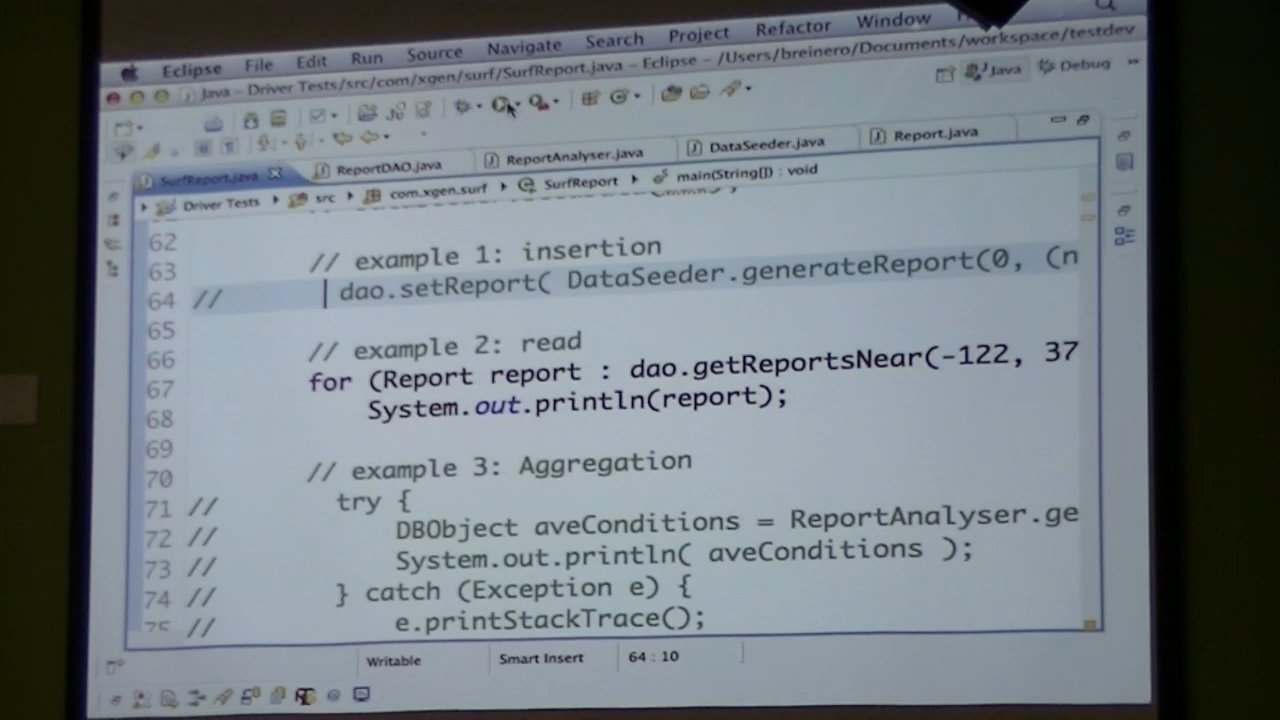 Eclipse File Edit Run Source Navigate Search Project Refactor Window
Java – Driver Tests/src/com/xgen/surf/SurfReport.java – Eclipse – /Users/breinero/Documents/workspace/testdev
Java Debug
SurfReport.java ReportDAO.java ReportAnalyser.java DataSeeder.java Report.java
Driver Tests src com.xgen.surf SurfReport main(String[]) : void
62
63 // example 1: insertion
64 // dao.setReport( DataSeeder.generateReport(0, (n
65
66 // example 2: read
67 for (Report report : dao.getReportsNear(-122, 37
68 System.out.println(report);
69
70 // example 3: Aggregation
71 // try {
72 // DBObject aveConditions = ReportAnalyser.ge
73 // System.out.println( aveConditions );
74 // } catch (Exception e) {
75 // e.printStackTrace();
Writable Smart Insert 64 : 10